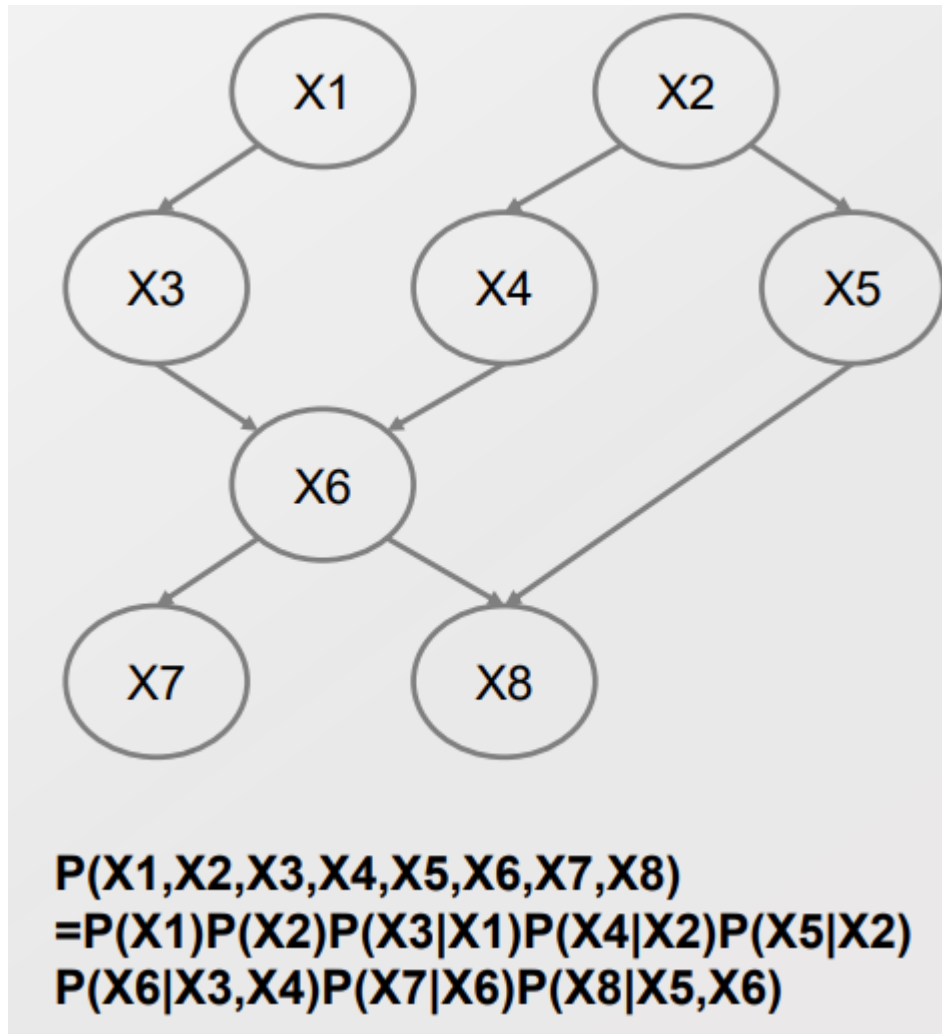 X1 X2
X3 X4 X5
X6
X7 X8
P(X1,X2,X3,X4,X5,X6,X7,X8)
=P(X1)P(X2)P(X3|X1)P(X4|X2)P(X5|X2)
P(X6|X3,X4)P(X7|X6)P(X8|X5,X6)